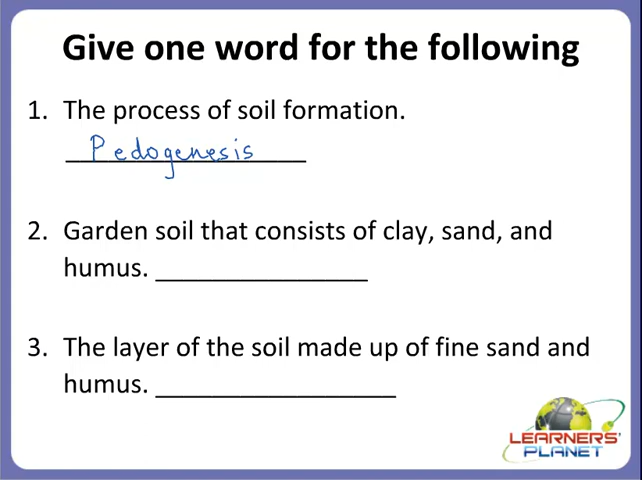 Give one word for the following
1. The process of soil formation.
Pedogenesis
2. Garden soil that consists of clay, sand, and
humus. _______________
3. The layer of the soil made up of fine sand and
humus. _________________
LEARNERS'
PLANET